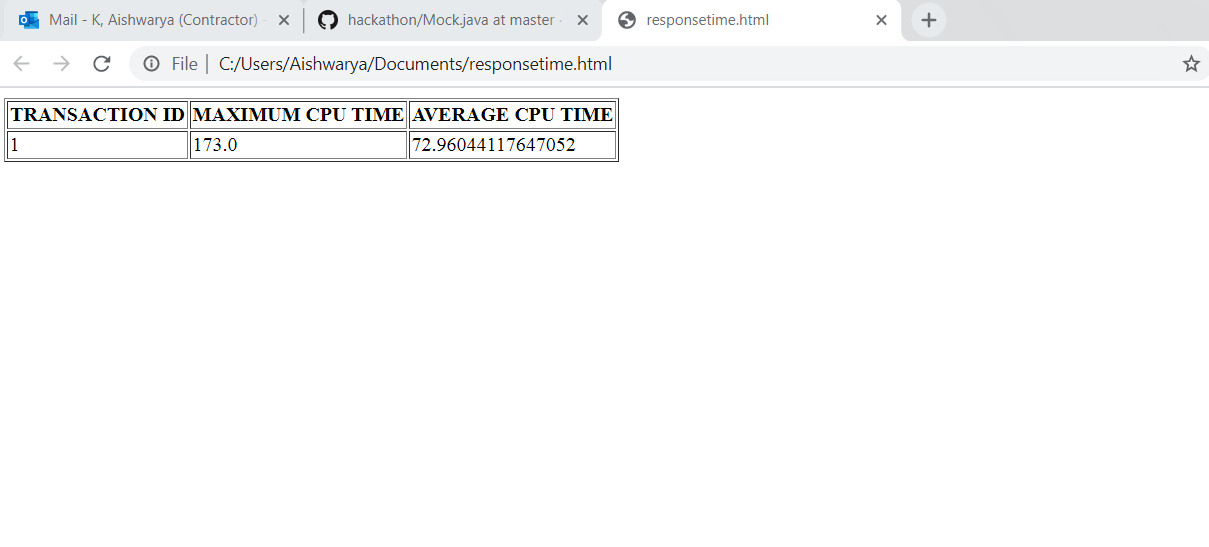 Mail - K, Aishwarya (Contractor) - hackathon/Mock.java at master · responsetime.html
File C:/Users/Aishwarya/Documents/responsetime.html
TRANSACTION ID MAXIMUM CPU TIME AVERAGE CPU TIME
1 173.0 72.96044117647052